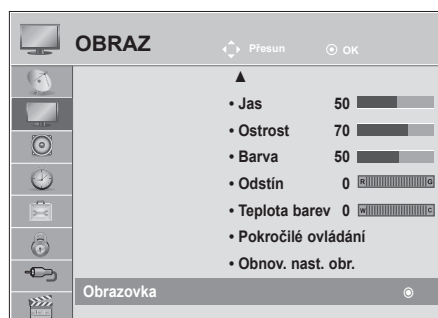 OBRAZ Přesun OK
• Jas 50
• Ostrost 70
• Barva 50
• Odstín 0 R G
• Teplota barev 0 W C
• Pokročilé ovládání
• Obnov. nast. obr.
Obrazovka